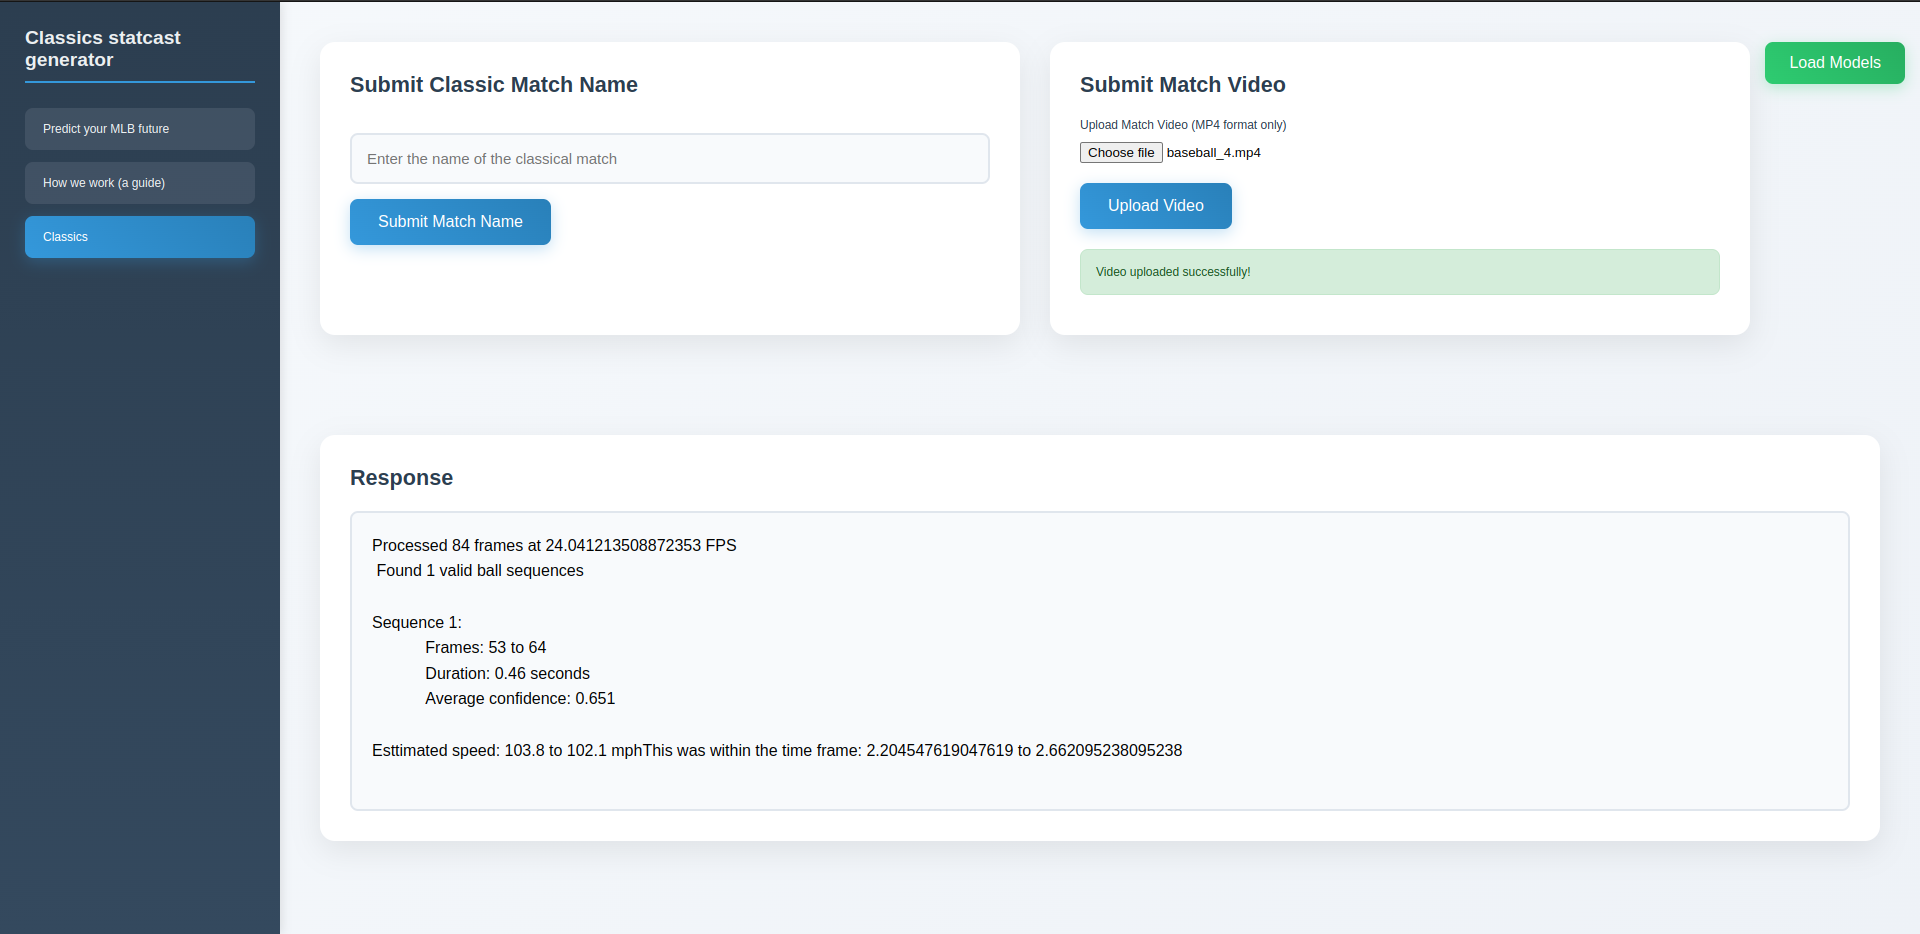 Classics statcast
generator
Predict your MLB future
How we work (a guide)
Classics
Submit Classic Match Name
Enter the name of the classical match
Submit Match Name
Submit Match Video
Upload Match Video (MP4 format only)
Choose file baseball_4.mp4
Upload Video
Video uploaded successfully!
Load Models
Response
Processed 84 frames at 24.041213508872353 FPS
Found 1 valid ball sequences
Sequence 1:
Frames: 53 to 64
Duration: 0.46 seconds
Average confidence: 0.651
Esttimated speed: 103.8 to 102.1 mphThis was within the time frame: 2.204547619047619 to 2.662095238095238